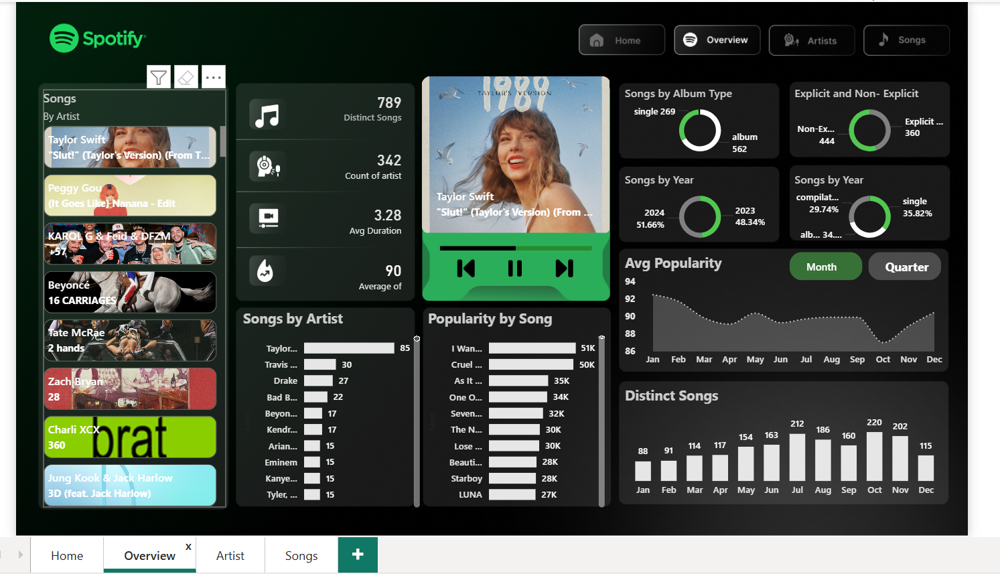 Spotify
Home
Overview
Artists
Songs
Songs
By Artist
Taylor Swift
"Slut!" (Taylor's Version) (From T...
Peggy Gou
(It Goes Like) Nanana - Edit
KAROL G & Feid & DFZM
+57
Beyoncé
16 CARRIAGES
Tate McRae
2 hands
Zach Bryan
28
Charli XCX
brat
360
Jung Kook & Jack Harlow
3D (feat. Jack Harlow)
789
Distinct Songs
342
Count of artist
3.28
Avg Duration
90
Average of
1989
TAYLOR'S VERSION
Taylor Swift
"Slut!" (Taylor's Version) (From ...
Songs by Artist
Taylor... 85
Travis ... 30
Drake 27
Bad B... 22
Beyon... 17
Kendr... 17
Arian... 15
Eminem 15
Kanye... 15
Tyler, ... 15
Popularity by Song
I Wan... 51K
Cruel ... 50K
As It ... 35K
One O... 34K
Seven... 32K
The N... 30K
Lose ... 30K
Beauti... 28K
Starboy 28K
LUNA 27K
Songs by Album Type
single 269
album
562
Explicit and Non- Explicit
Non-Ex...
444
Explicit ...
360
Songs by Year
2024
51.66%
2023
48.34%
Songs by Year
compilat...
29.74%
single
35.82%
alb... 34....
Avg Popularity
Month
Quarter
94
92
90
88
86
Jan Feb Mar Apr May Jun Jul Aug Sep Oct Nov Dec
Distinct Songs
88 91 114 117 154 163 212 186 160 220 202 115
Jan Feb Mar Apr May Jun Jul Aug Sep Oct Nov Dec
Home
Overview
x
Artist
Songs
+